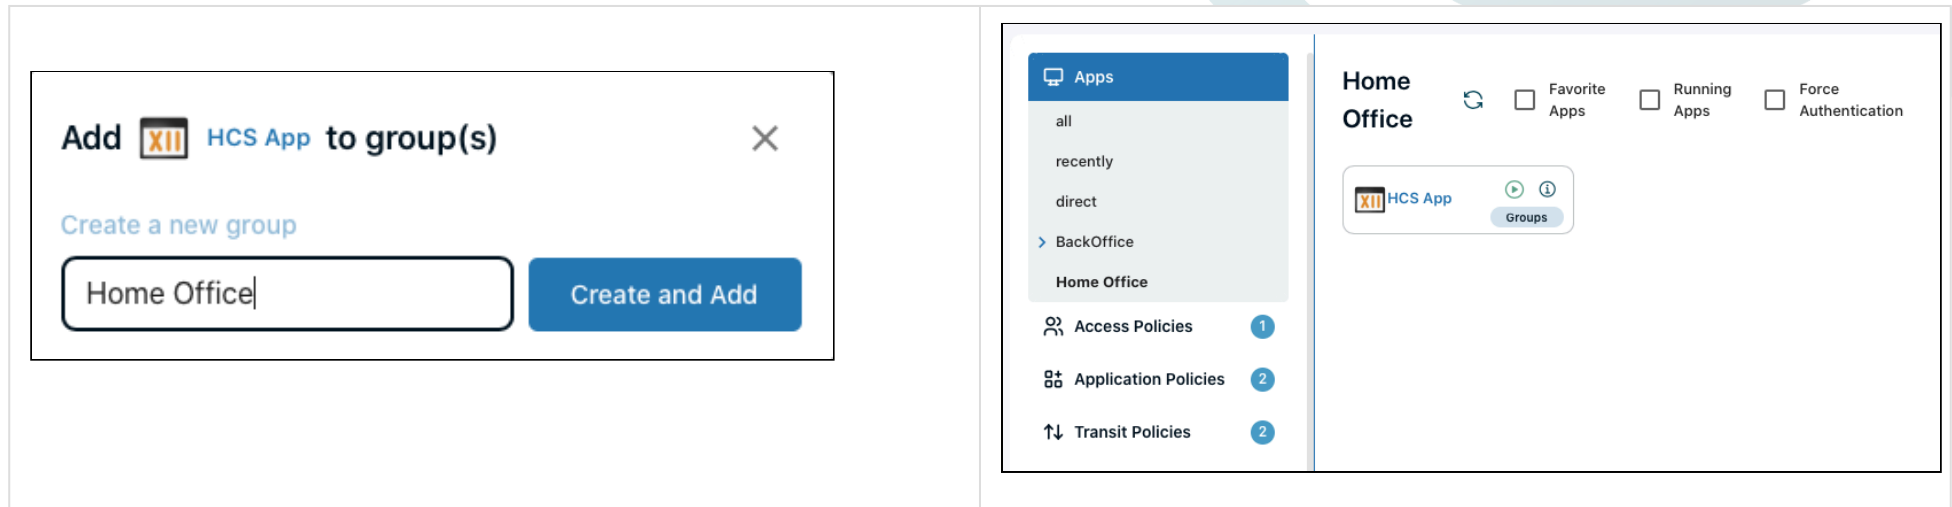 Add XII HCS App to group(s)
Create a new group
Home Office
Create and Add
Apps
all
recently
direct
BackOffice
Home Office
Access Policies 1
Application Policies 2
Transit Policies 2
Home
Office
Favorite
Apps
Running
Apps
Force
Authentication
XII HCS App
Groups